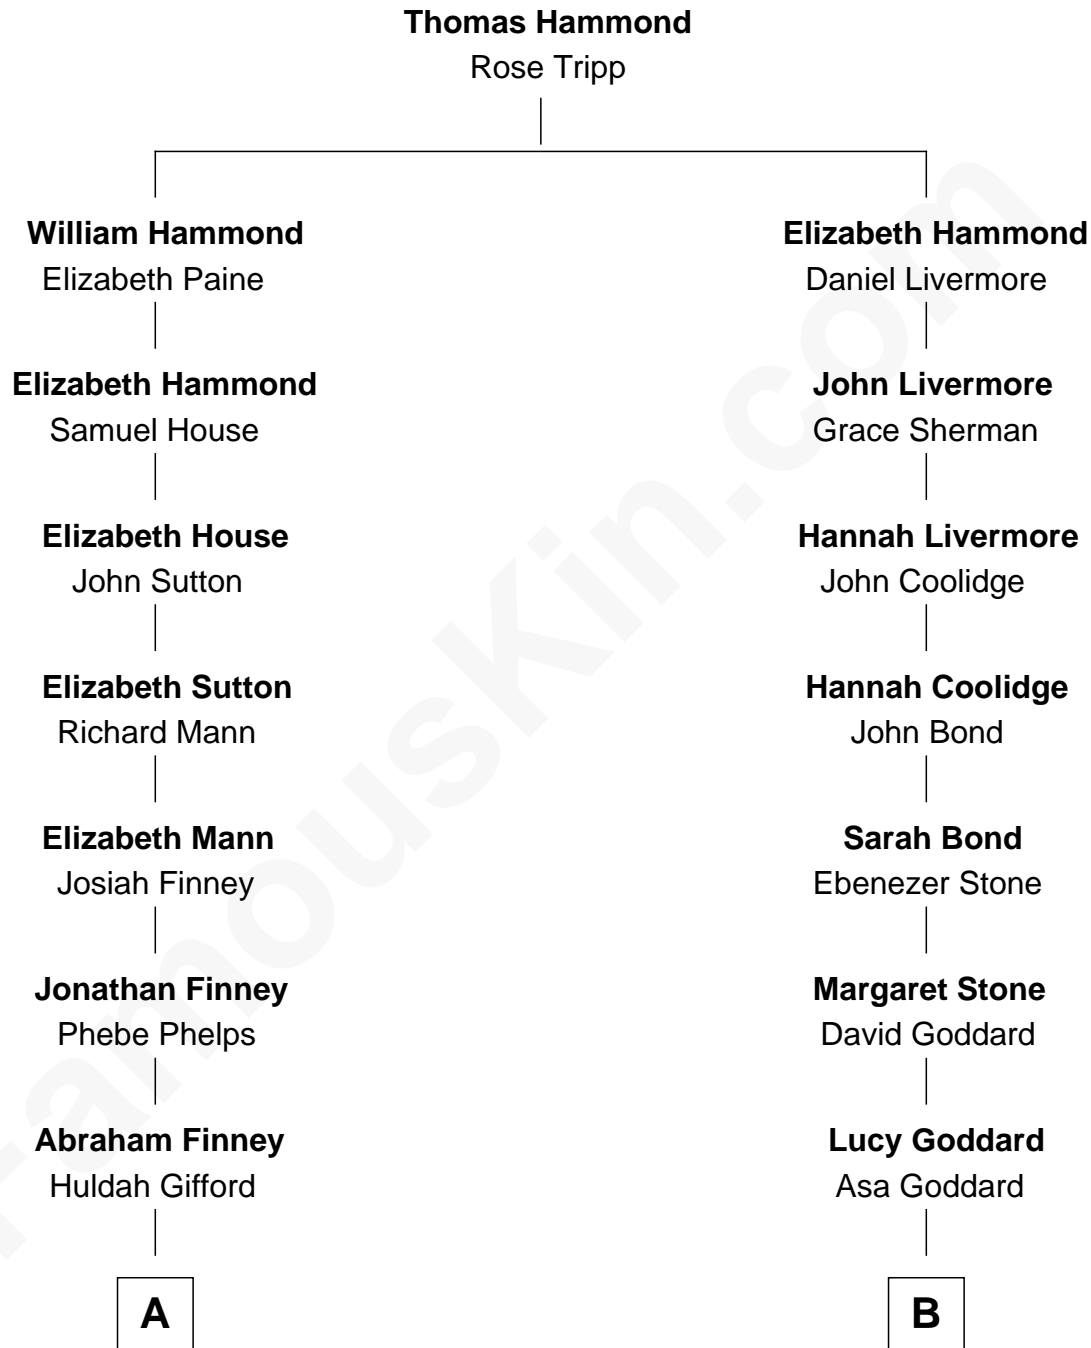 Thomas Hammond
Rose Tripp
William Hammond
Elizabeth Paine
Elizabeth Hammond
Daniel Livermore
Elizabeth Hammond
Samuel House
John Livermore
Grace Sherman
Elizabeth House
John Sutton
Hannah Livermore
John Coolidge
Elizabeth Sutton
Richard Mann
Hannah Coolidge
John Bond
Elizabeth Mann
Josiah Finney
Sarah Bond
Ebenezer Stone
Jonathan Finney
Phebe Phelps
Margaret Stone
David Goddard
Abraham Finney
Huldah Gifford
Lucy Goddard
Asa Goddard
A
B
FamousKin.com